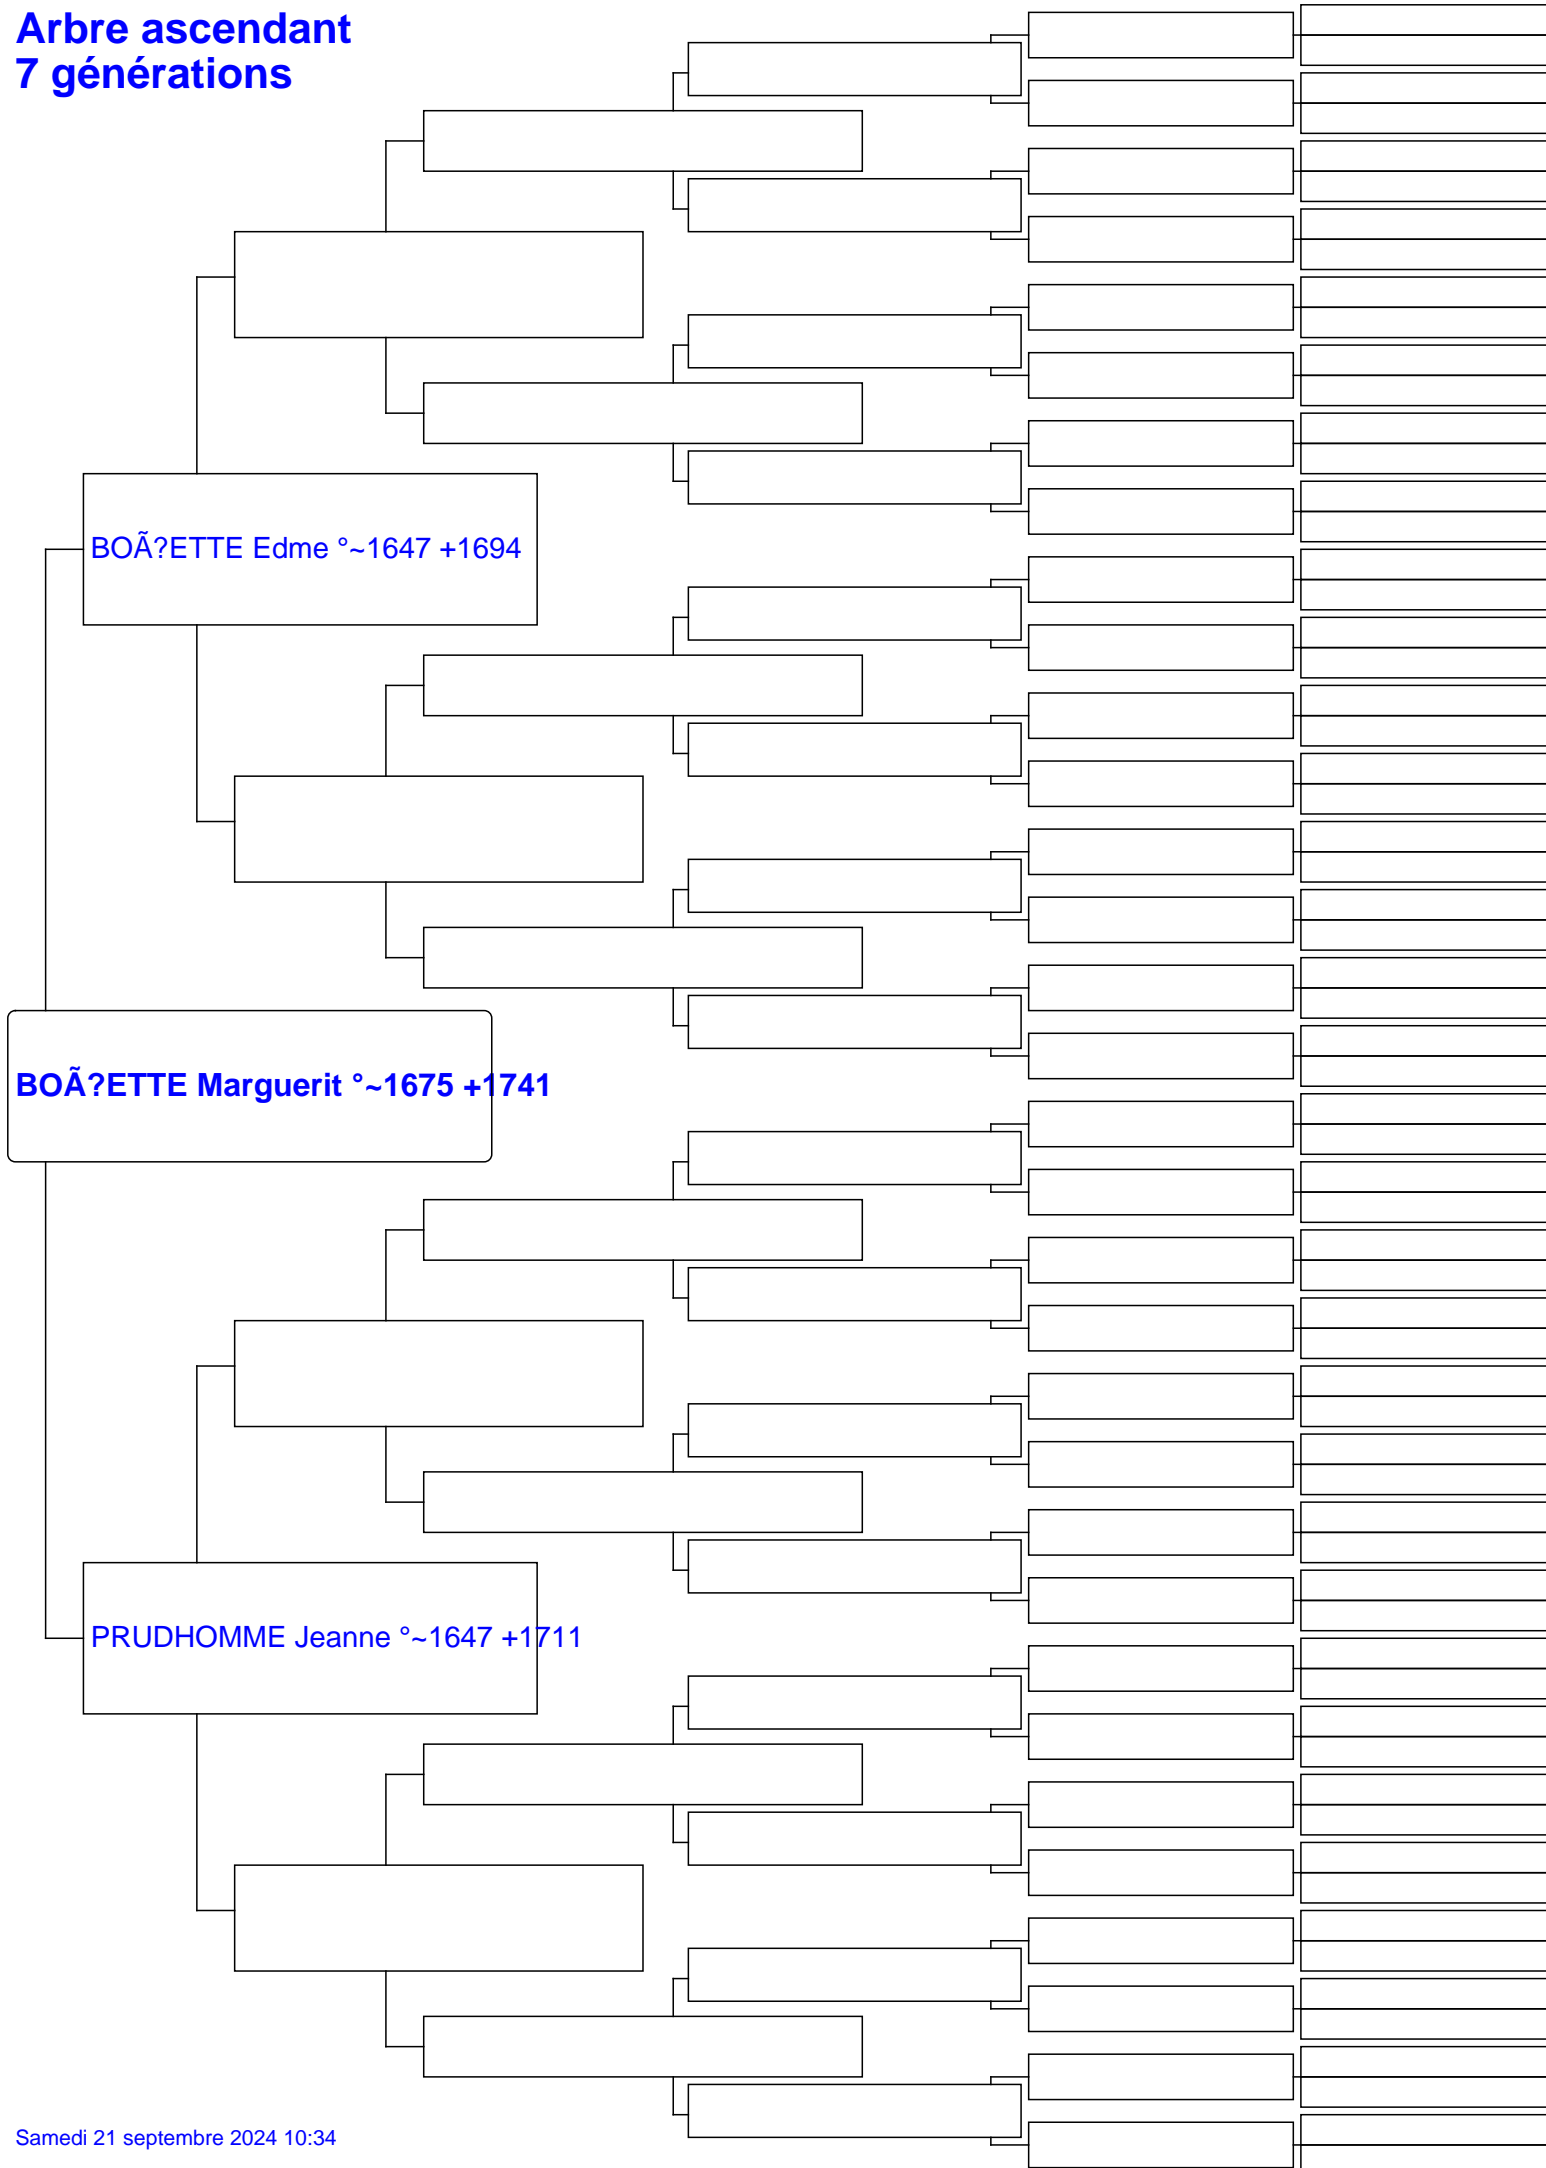 Arbre ascendant
7 générations
BOÃ?ETTE Edme °~1647 +1694
BOÃ?ETTE Marguerit °~1675 +1741
PRUDHOMME Jeanne °~1647 +1711
Samedi 21 septembre 2024 10:34